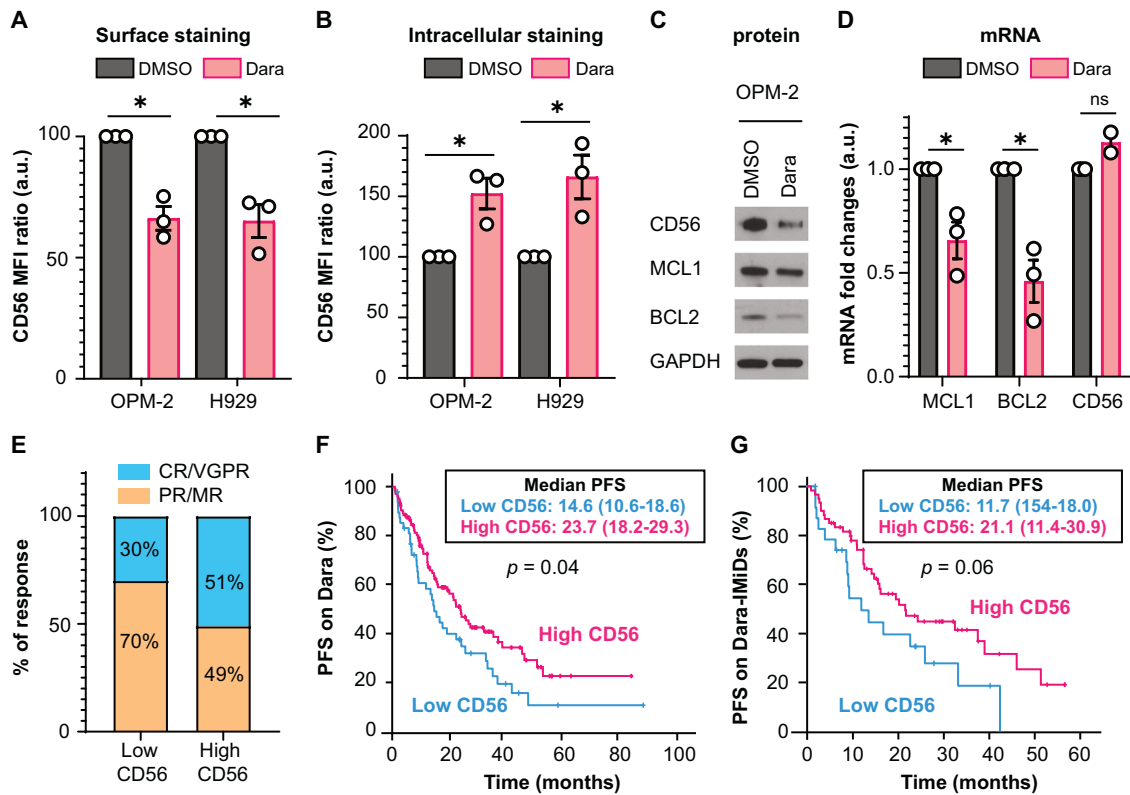 A
Surface staining
DMSO Dara
* *
CD56 MFI ratio (a.u.)
100
50
0
OPM-2 H929
B
Intracellular staining
DMSO Dara
* *
CD56 MFI ratio (a.u.)
200
150
100
50
0
OPM-2 H929
C
protein
OPM-2
DMSO Dara
CD56
MCL1
BCL2
GAPDH
D
mRNA
DMSO Dara
* * ns
mRNA fold changes (a.u.)
1.0
0.5
0.0
MCL1 BCL2 CD56
E
CR/VGPR
PR/MR
% of response
100
50
0
30% 51%
70% 49%
Low CD56
High CD56
F
Median PFS
Low CD56: 14.6 (10.6-18.6)
High CD56: 23.7 (18.2-29.3)
p = 0.04
High CD56
Low CD56
PFS on Dara (%)
100
80
60
40
20
0
0 20 40 60 80 100
Time (months)
G
Median PFS
Low CD56: 11.7 (154-18.0)
High CD56: 21.1 (11.4-30.9)
p = 0.06
High CD56
Low CD56
PFS on Dara-IMiDs (%)
100
80
60
40
20
0
0 10 20 30 40 50 60
Time (months)